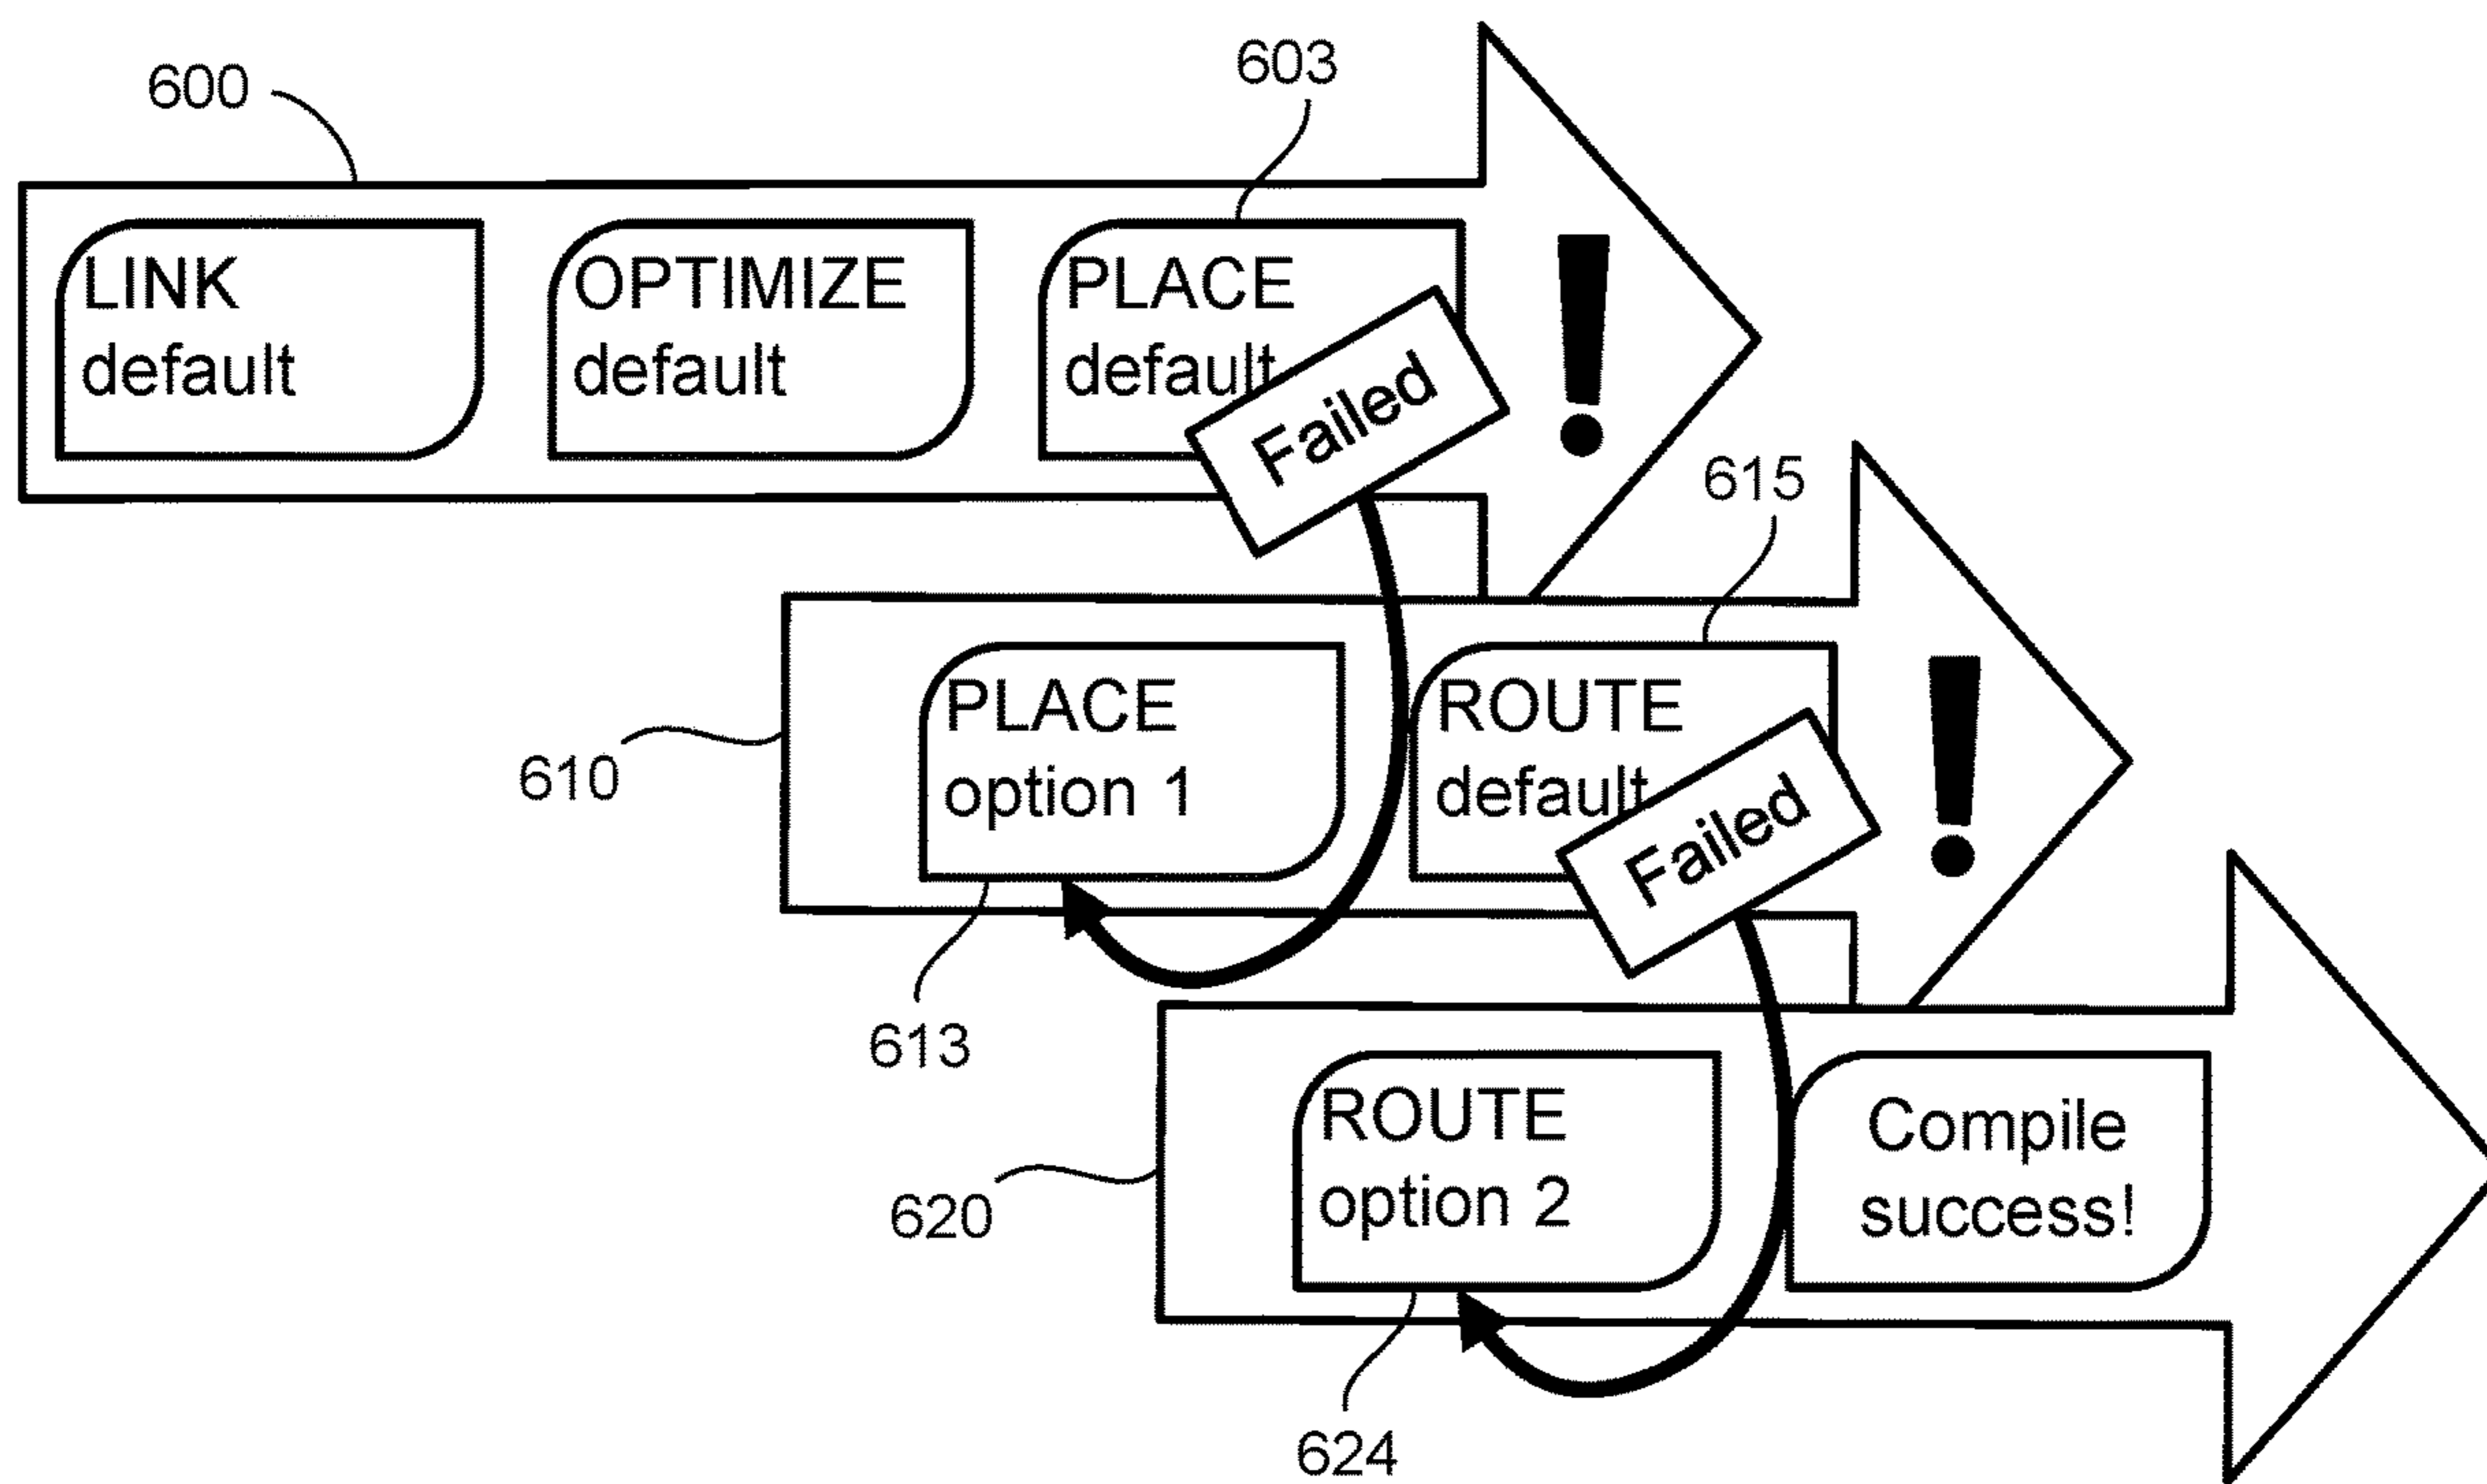 600
603
LINK
default
OPTIMIZE
default
PLACE
default
Failed
!
615
610
PLACE
option 1
ROUTE
default
Failed
!
613
620
ROUTE
option 2
Compile
success!
624